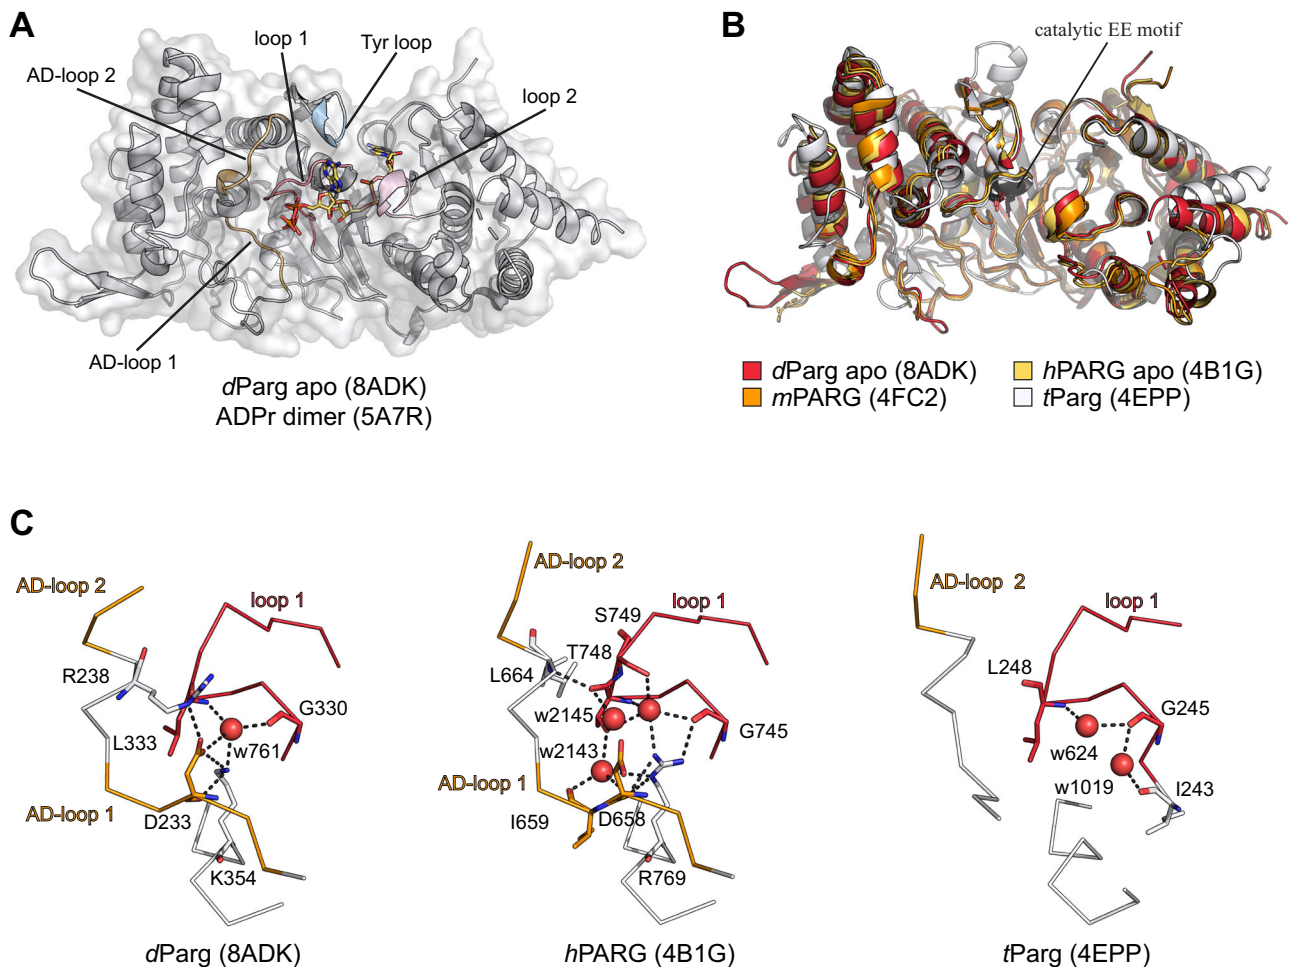 A
loop 1
Tyr loop
AD-loop 2
loop 2
AD-loop 1
dParg apo (8ADK)
ADPr dimer (5A7R)
B
catalytic EE motif
dParg apo (8ADK)
hPARG apo (4B1G)
mPARG (4FC2)
tParg (4EPP)
C
AD-loop 2
loop 1
R238
G330
L333
w761
AD-loop 1
D233
K354
dParg (8ADK)
AD-loop 2
S749
loop 1
T748
L664
w2145
G745
w2143
AD-loop 1
I659
D658
R769
hPARG (4B1G)
AD-loop 2
loop 1
L248
G245
w624
w1019
I243
tParg (4EPP)